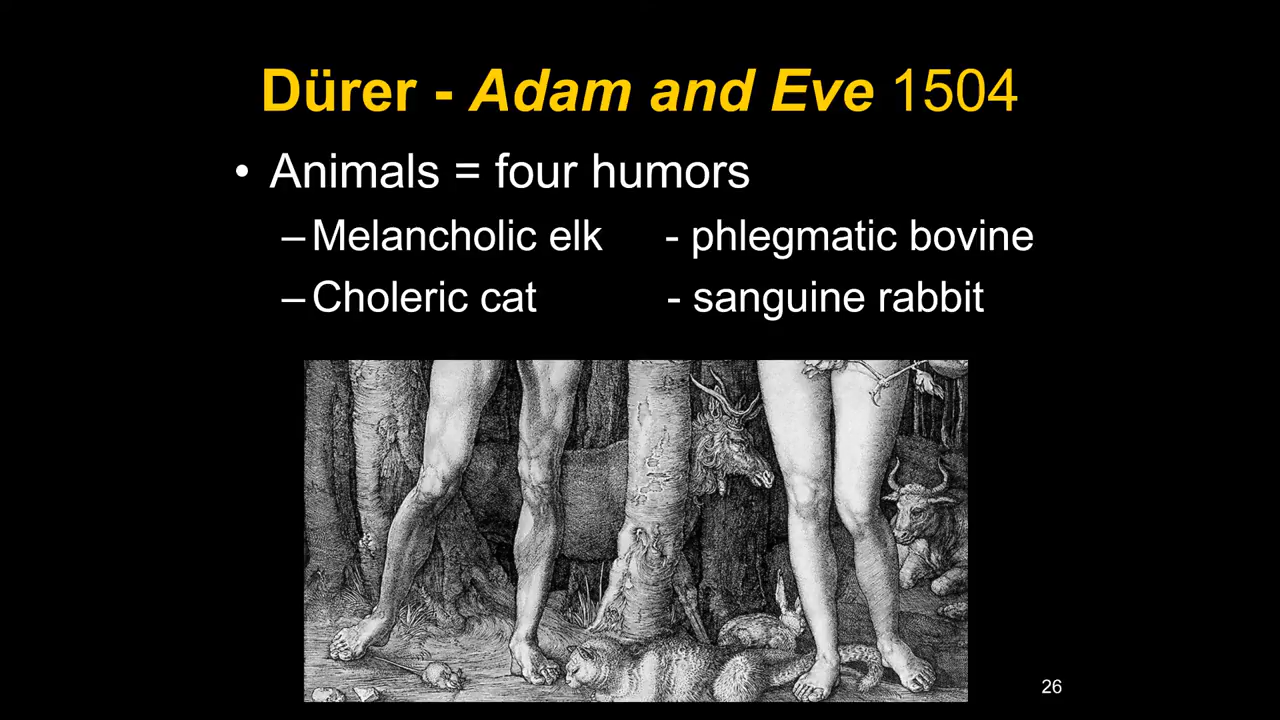 Dürer - Adam and Eve 1504
• Animals = four humors
– Melancholic elk - phlegmatic bovine
– Choleric cat - sanguine rabbit
26